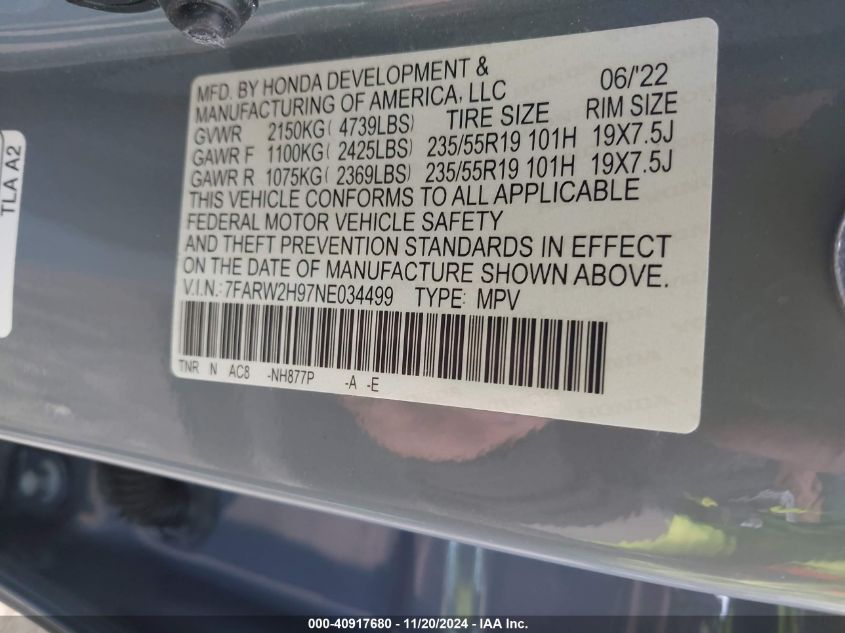 MFD. BY HONDA DEVELOPMENT &
MANUFACTURING OF AMERICA, LLC 06/'22
GVWR 2150KG( 4739LBS) TIRE SIZE RIM SIZE
GAWR F 1100KG( 2425LBS) 235/55R19 101H 19X7.5J
GAWR R 1075KG( 2369LBS) 235/55R19 101H 19X7.5J
THIS VEHICLE CONFORMS TO ALL APPLICABLE
FEDERAL MOTOR VEHICLE SAFETY
AND THEFT PREVENTION STANDARDS IN EFFECT
ON THE DATE OF MANUFACTURE SHOWN ABOVE.
V.I.N.:7FARW2H97NE034499 TYPE: MPV
TNR N AC8 -NH877P -A -E
TLA A2
000-40917680 - 11/20/2024 - IAA Inc.